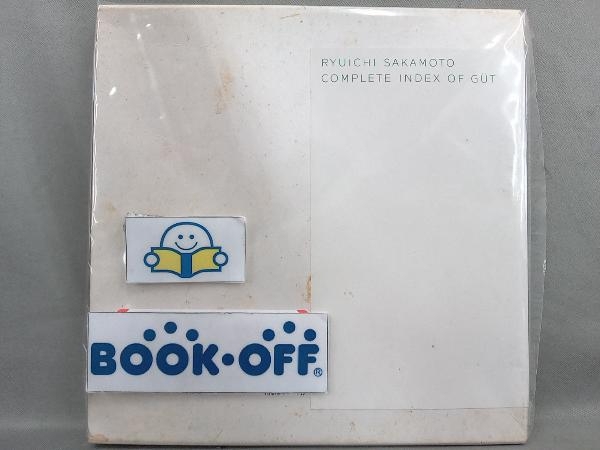 RYUICHI SAKAMOTO
COMPLETE INDEX OF GÜT
BOOK·OFF®